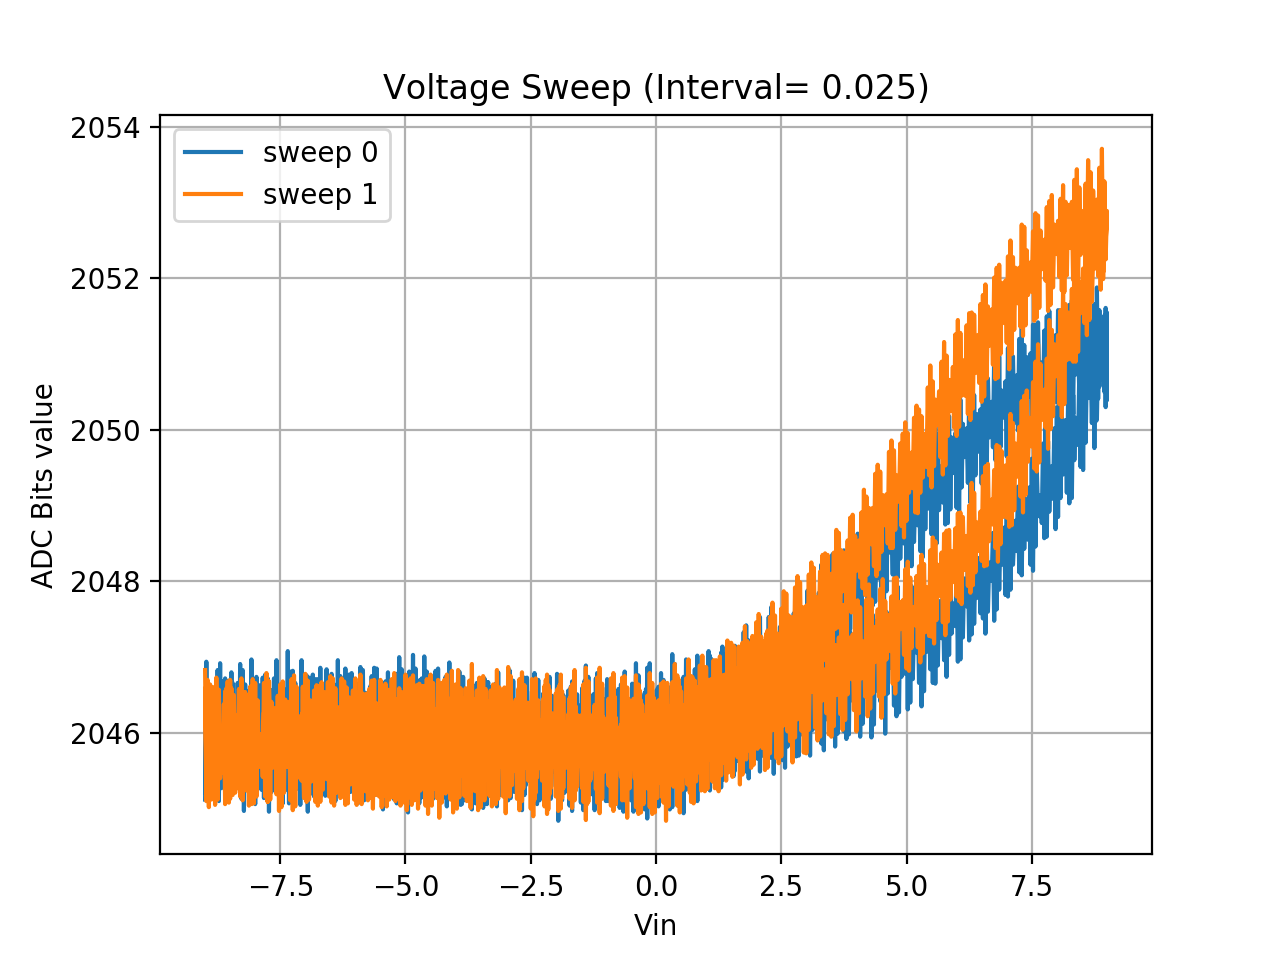 Voltage Sweep (Interval= 0.025)
sweep 0
sweep 1
2054
2052
2050
2048
2046
ADC Bits value
−7.5 −5.0 −2.5 0.0 2.5 5.0 7.5
Vin